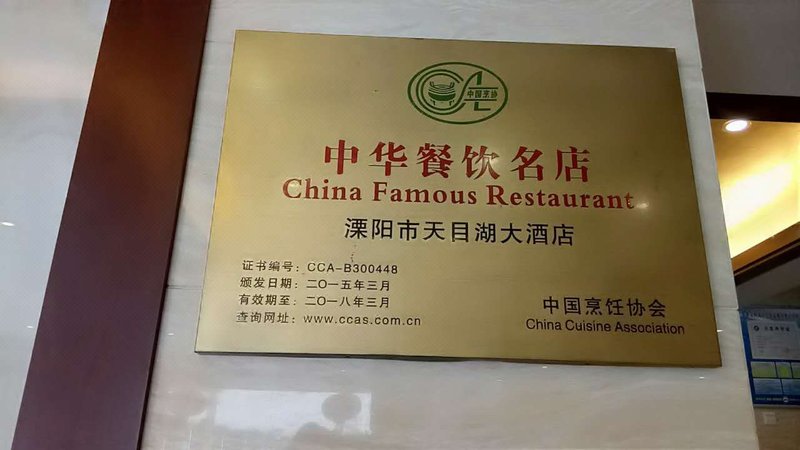 中国烹协
中华餐饮名店
China Famous Restaurant
溧阳市天目湖大酒店
证书编号：CCA-B300448
颁发日期：二〇一五年三月
有效期至：二〇一八年三月
查询网址：www.ccas.com.cn
中国烹饪协会
China Cuisine Association